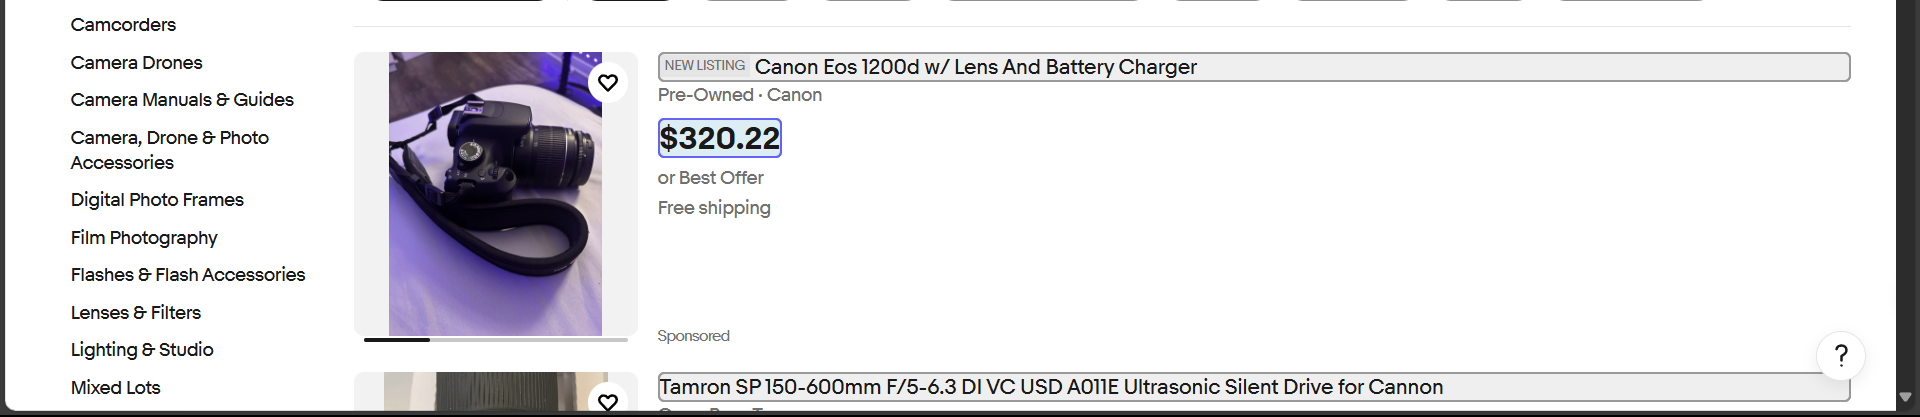 Camcorders
Camera Drones
Camera Manuals & Guides
Camera, Drone & Photo
Accessories
Digital Photo Frames
Film Photography
Flashes & Flash Accessories
Lenses & Filters
Lighting & Studio
Mixed Lots
NEW LISTING Canon Eos 1200d w/ Lens And Battery Charger
Pre-Owned · Canon
$320.22
or Best Offer
Free shipping
Sponsored
Tamron SP 150-600mm F/5-6.3 DI VC USD A011E Ultrasonic Silent Drive for Cannon
?